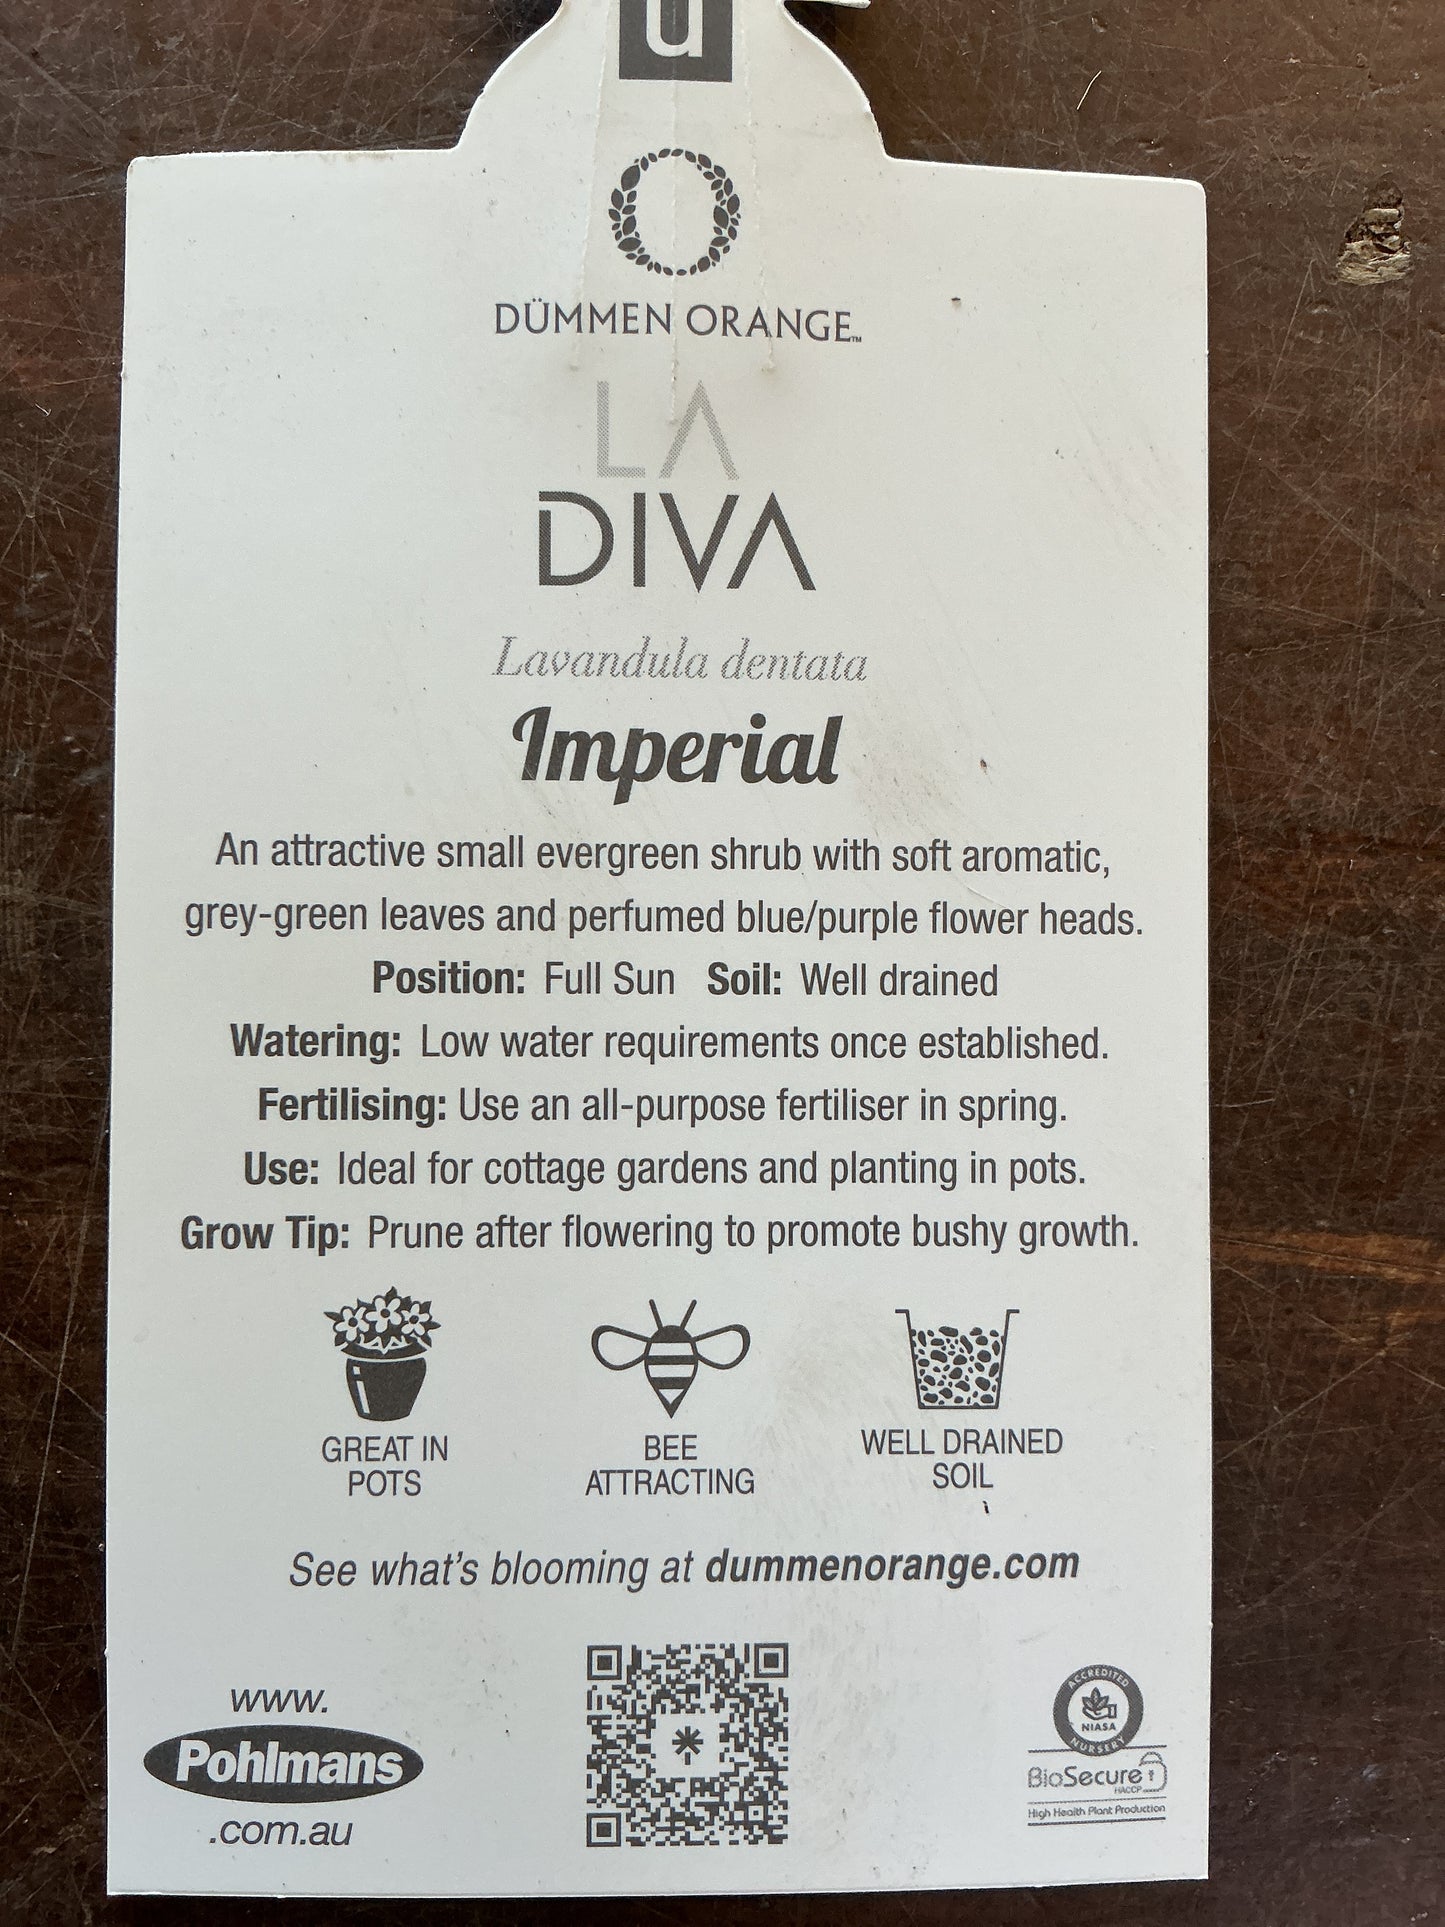 u
DÜMMEN ORANGE™
LA
DIVA
Lavandula dentata
Imperial
An attractive small evergreen shrub with soft aromatic,
grey-green leaves and perfumed blue/purple flower heads.
Position: Full Sun Soil: Well drained
Watering: Low water requirements once established.
Fertilising: Use an all-purpose fertiliser in spring.
Use: Ideal for cottage gardens and planting in pots.
Grow Tip: Prune after flowering to promote bushy growth.
GREAT IN
POTS
BEE
ATTRACTING
WELL DRAINED
SOIL
See what's blooming at dummenorange.com
www.
Pohlmans
.com.au
ACCREDITED
NIASA
NURSERY
BioSecure
HACCP
High Health Plant Production